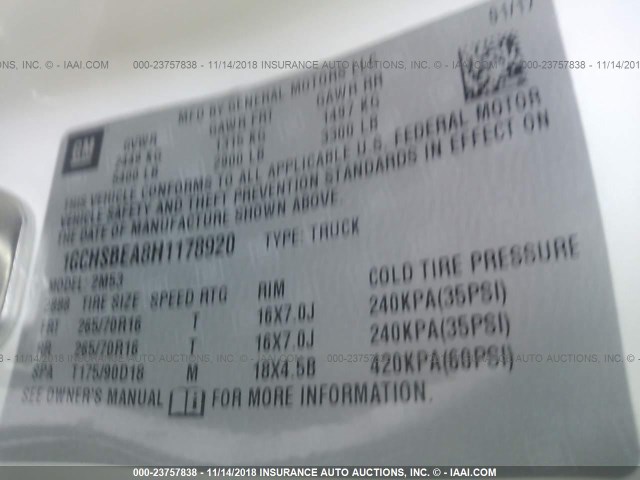 01/17
AUCTIONS, INC. - IAAI.COM 000-23757838 - 11/14/2018 INSURANCE AUTO AUCTIONS, INC. - IAAI.COM 000-23757838 - 11/14/2018
MFD BY GENERAL MOTORS LLC
GM
GVWR GAWR FRT GAWR RR
2449 KG 1315 KG 1497 KG
5400 LB 2900 LB 3300 LB
THIS VEHICLE CONFORMS TO ALL APPLICABLE U.S. FEDERAL MOTOR
VEHICLE SAFETY AND THEFT PREVENTION STANDARDS IN EFFECT ON
THE DATE OF MANUFACTURE SHOWN ABOVE.
1GCHSBEA8H1178920 TYPE: TRUCK
MODEL: 2M53
TIRE SIZE SPEED RTG RIM COLD TIRE PRESSURE
FRT 265/70R16 T 16X7.0J 240KPA(35PSI)
RR 265/70R16 T 16X7.0J 240KPA(35PSI)
SPA T175/90D18 M 18X4.5B 420KPA(60PSI)
SEE OWNER'S MANUAL FOR MORE INFORMATION.
000-23757838 - 11/14/2018 INSURANCE AUTO AUCTIONS, INC. - IAAI.COM